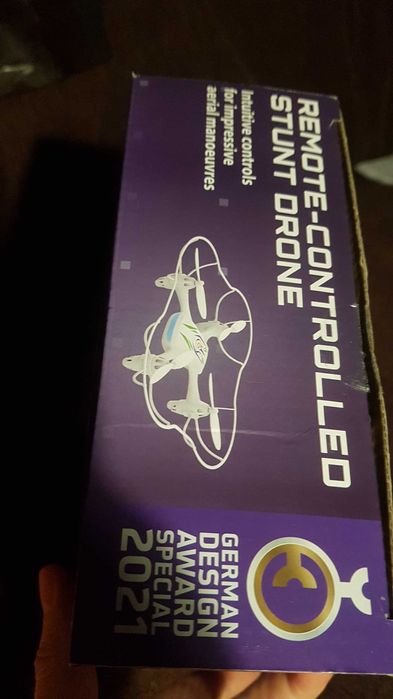 REMOTE-CONTROLLED
STUNT DRONE
Intuitive controls
for impressive
aerial manoeuvres
GERMAN
DESIGN
AWARD
SPECIAL
2021